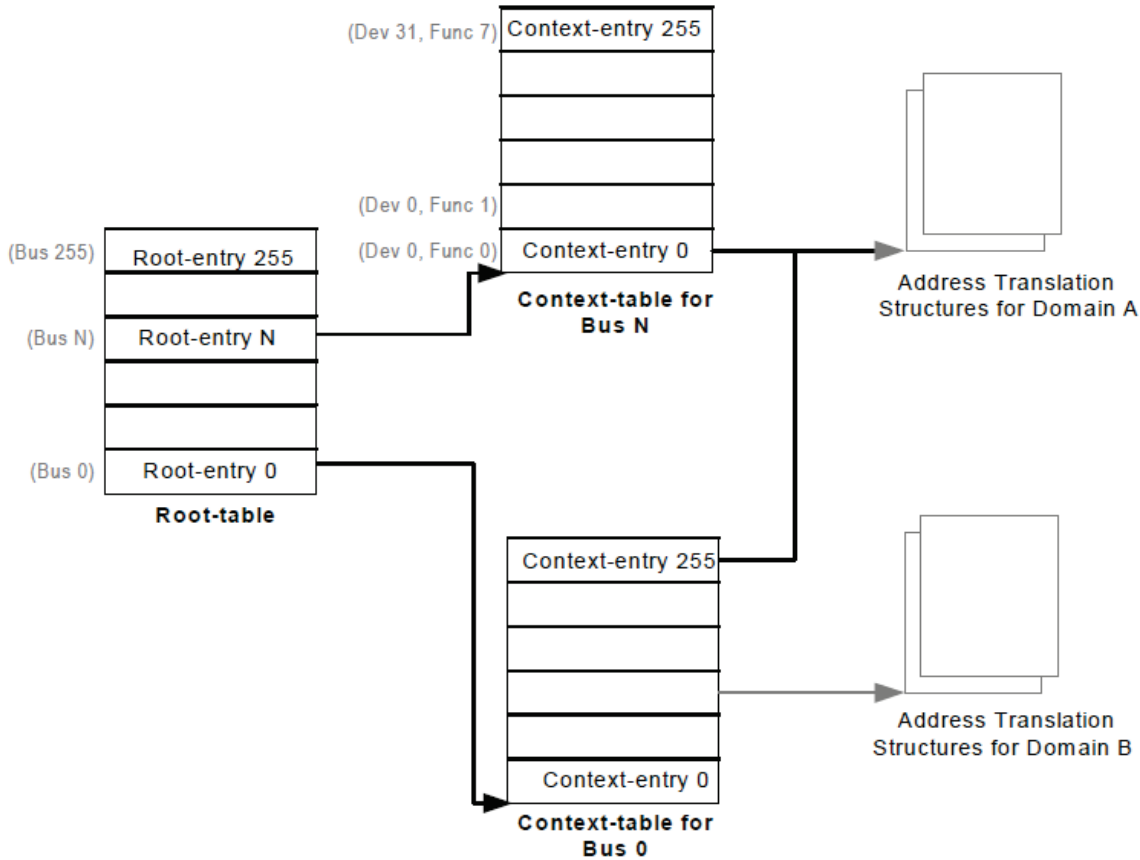 (Dev 31, Func 7)
Context-entry 255
(Dev 0, Func 1)
(Dev 0, Func 0)
Context-entry 0
Context-table for
Bus N
Address Translation
Structures for Domain A
(Bus 255)
Root-entry 255
(Bus N)
Root-entry N
(Bus 0)
Root-entry 0
Root-table
Context-entry 255
Context-entry 0
Context-table for
Bus 0
Address Translation
Structures for Domain B